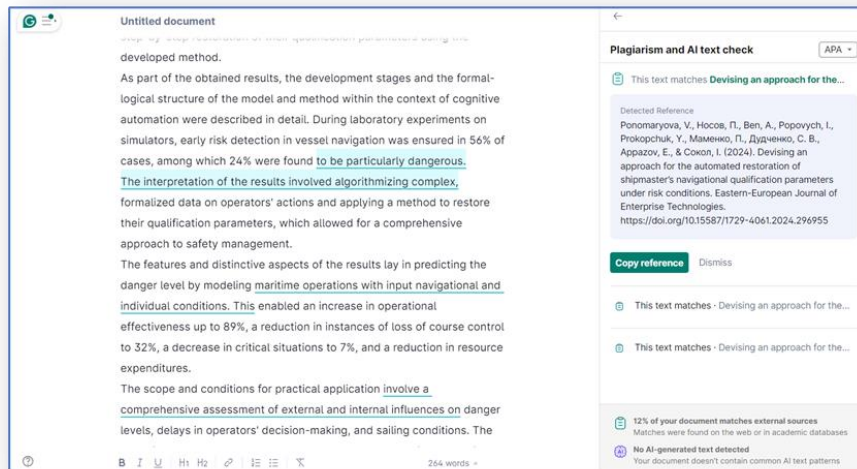 Untitled document
step-by-step restoration of their qualification parameters using the
developed method.
As part of the obtained results, the development stages and the formal-
logical structure of the model and method within the context of cognitive
automation were described in detail. During laboratory experiments on
simulators, early risk detection in vessel navigation was ensured in 56% of
cases, among which 24% were found to be particularly dangerous.
The interpretation of the results involved algorithmizing complex,
formalized data on operators' actions and applying a method to restore
their qualification parameters, which allowed for a comprehensive
approach to safety management.
The features and distinctive aspects of the results lay in predicting the
danger level by modeling maritime operations with input navigational and
individual conditions. This enabled an increase in operational
effectiveness up to 89%, a reduction in instances of loss of course control
to 32%, a decrease in critical situations to 7%, and a reduction in resource
expenditures.
The scope and conditions for practical application involve a
comprehensive assessment of external and internal influences on danger
levels, delays in operators' decision-making, and sailing conditions. The
B I U H1 H2
264 words
Plagiarism and AI text check
APA
This text matches Devising an approach for the...
Detected Reference
Ponomaryova, V., Носов, П., Ben, A., Popovych, I.,
Prokopchuk, Y., Маменко, П., Дудченко, С. В.,
Appazov, E., & Сокол, І. (2024). Devising an
approach for the automated restoration of
shipmaster's navigational qualification parameters
under risk conditions. Eastern-European Journal of
Enterprise Technologies.
https://doi.org/10.15587/1729-4061.2024.296955
Copy reference Dismiss
This text matches · Devising an approach for the...
This text matches · Devising an approach for the...
12% of your document matches external sources
Matches were found on the web or in academic databases
AI
No AI-generated text detected
Your document doesn't contain common AI text patterns